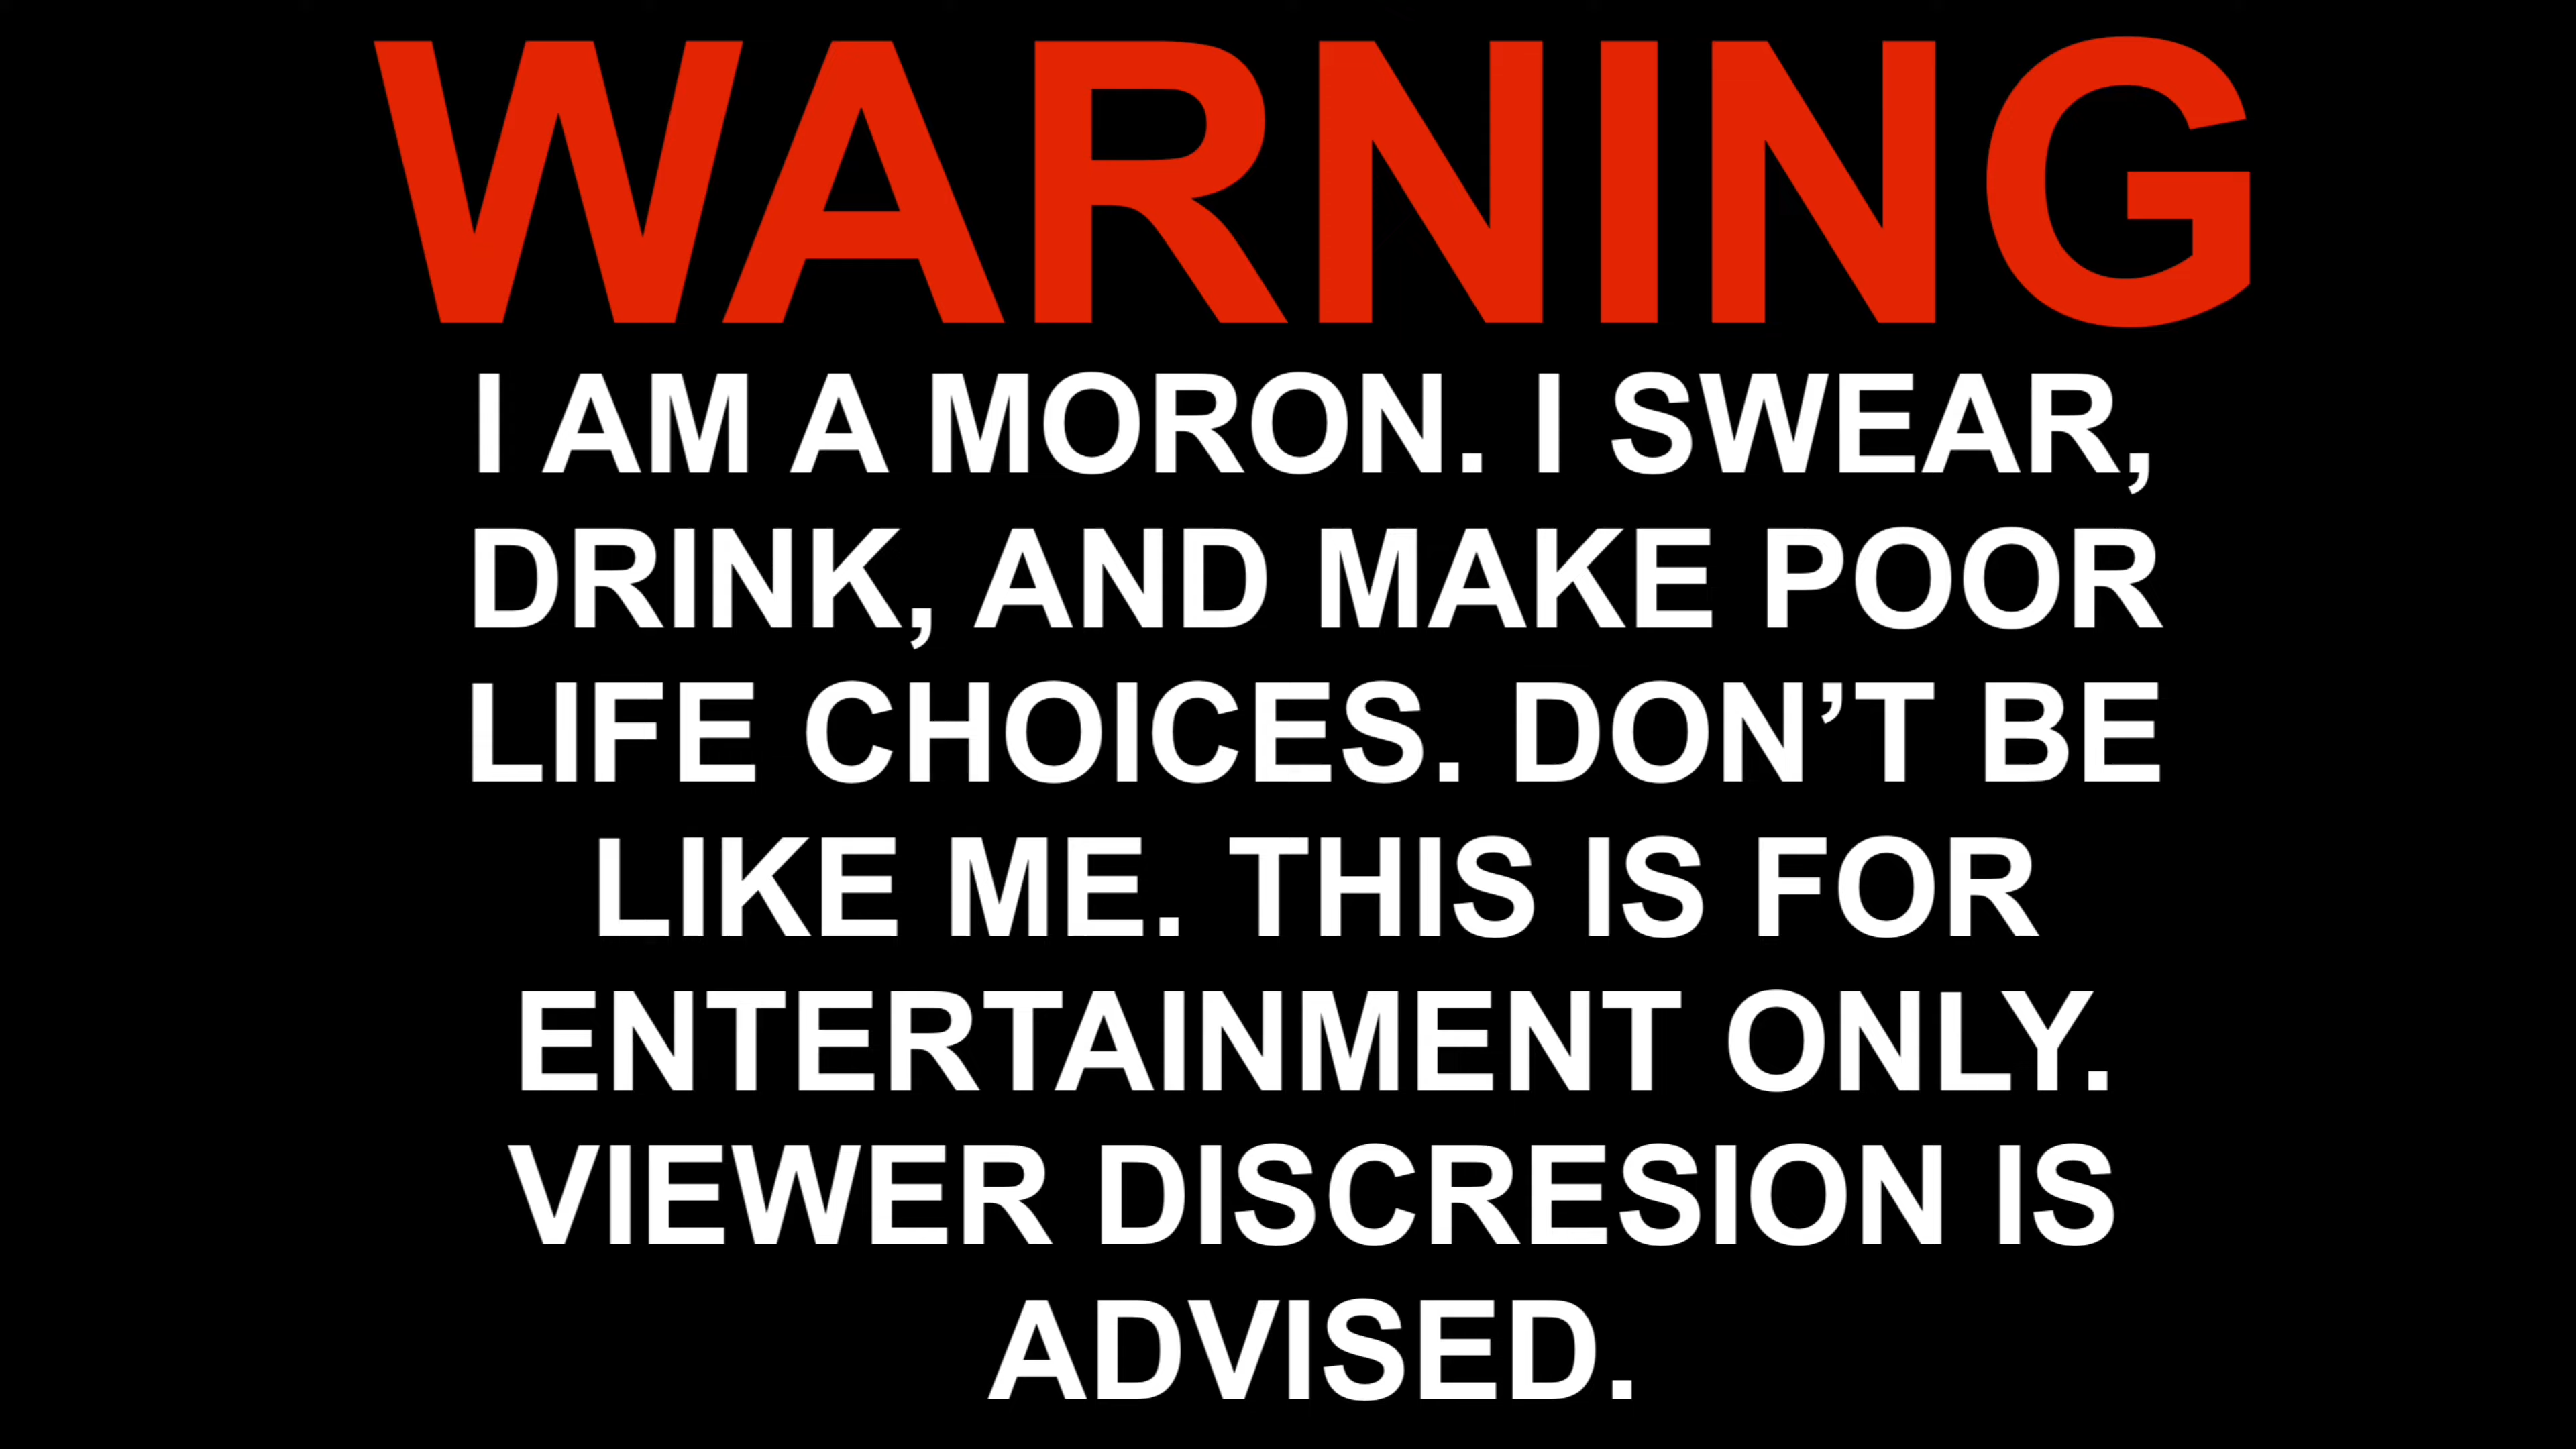 WARNING
I AM A MORON. I SWEAR,
DRINK, AND MAKE POOR
LIFE CHOICES. DON’T BE
LIKE ME. THIS IS FOR
ENTERTAINMENT ONLY.
VIEWER DISCRESION IS
ADVISED.